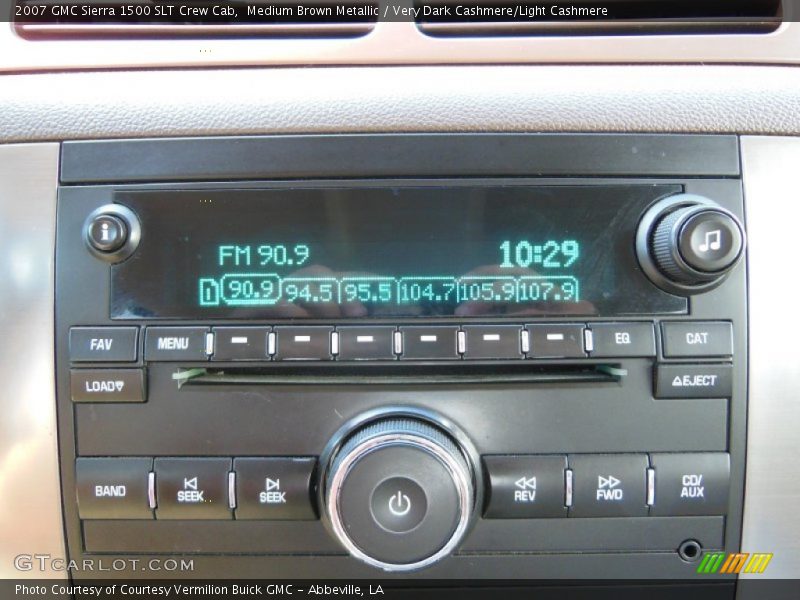 2007 GMC Sierra 1500 SLT Crew Cab, Medium Brown Metallic / Very Dark Cashmere/Light Cashmere
i
FM 90.9 10:29
1 90.9 94.5 95.5 104.7 105.9 107.9
FAV MENU EQ CAT
LOAD EJECT
BAND SEEK SEEK REV FWD CD/AUX
GTCARLOT.COM
Photo Courtesy of Courtesy Vermilion Buick GMC - Abbeville, LA